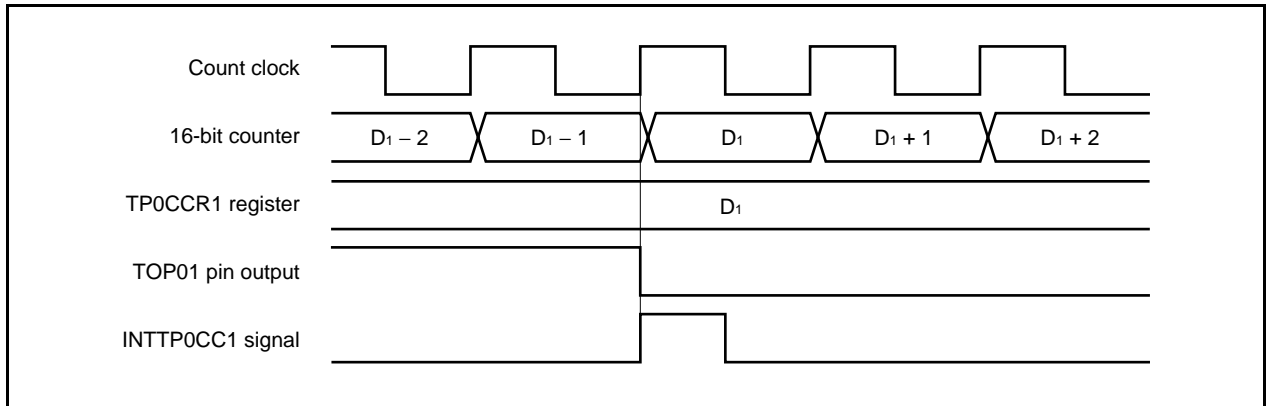 Count clock
16-bit counter D₁ − 2 D₁ − 1 D₁ D₁ + 1 D₁ + 2
TP0CCR1 register D₁
TOP01 pin output
INTTP0CC1 signal